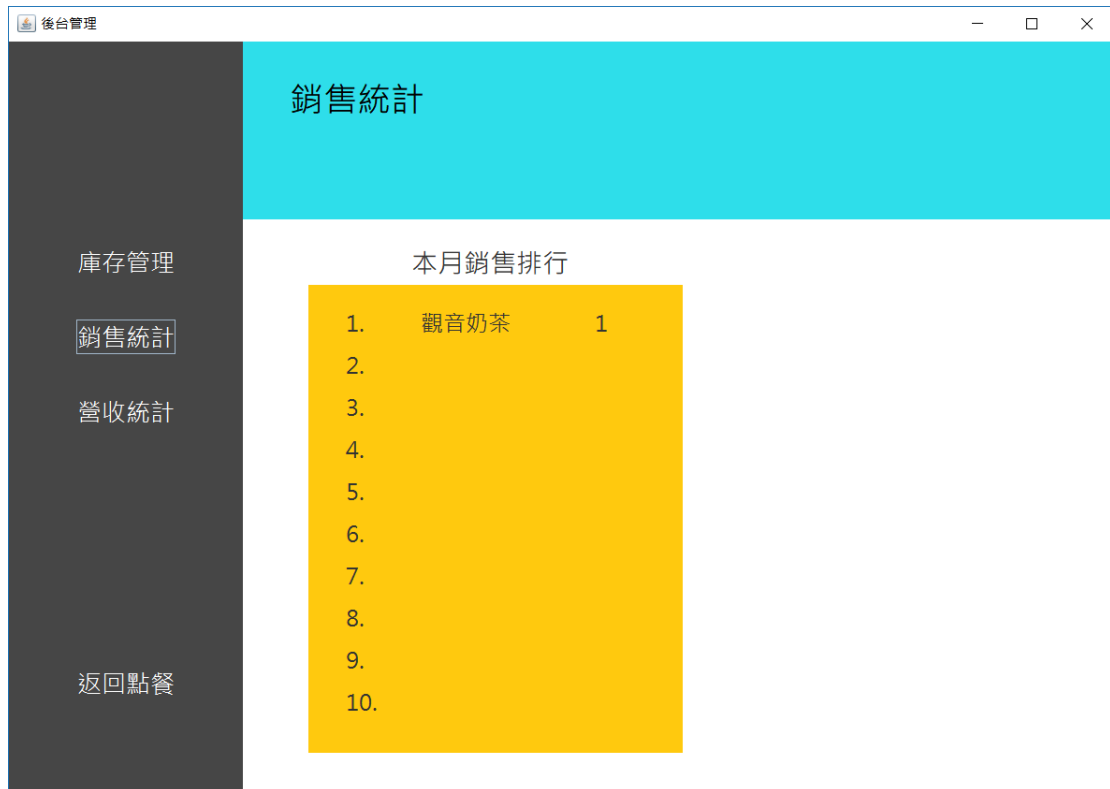 後台管理
銷售統計
庫存管理
銷售統計
營收統計
返回點餐
本月銷售排行
1. 觀音奶茶 1
2.
3.
4.
5.
6.
7.
8.
9.
10.